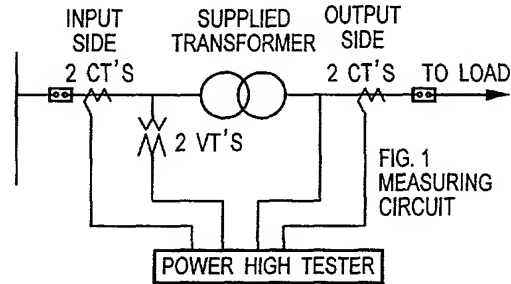 INPUT
SIDE
2 CT'S
SUPPLIED
TRANSFORMER
OUTPUT
SIDE
2 CT'S
TO LOAD
2 VT'S
FIG. 1
MEASURING
CIRCUIT
POWER HIGH TESTER